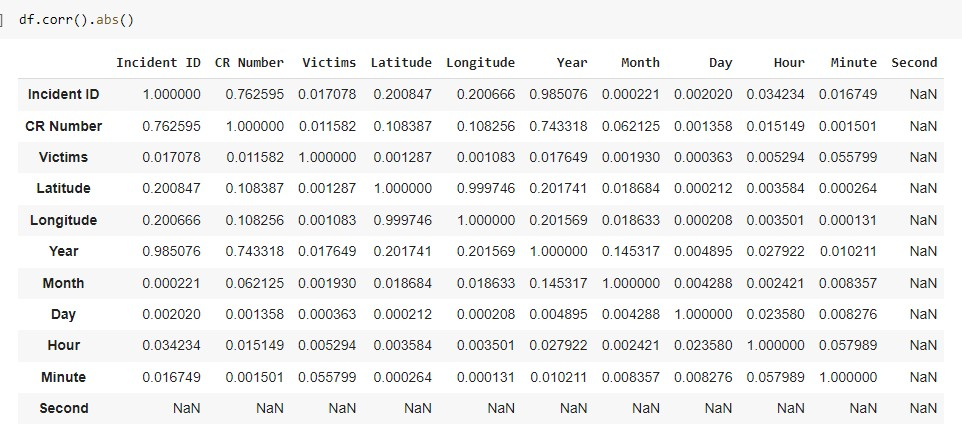 ] df.corr().abs()
Incident ID CR Number Victims Latitude Longitude Year Month Day Hour Minute Second
Incident ID 1.000000 0.762595 0.017078 0.200847 0.200666 0.985076 0.000221 0.002020 0.034234 0.016749 NaN
CR Number 0.762595 1.000000 0.011582 0.108387 0.108256 0.743318 0.062125 0.001358 0.015149 0.001501 NaN
Victims 0.017078 0.011582 1.000000 0.001287 0.001083 0.017649 0.001930 0.000363 0.005294 0.055799 NaN
Latitude 0.200847 0.108387 0.001287 1.000000 0.999746 0.201741 0.018684 0.000212 0.003584 0.000264 NaN
Longitude 0.200666 0.108256 0.001083 0.999746 1.000000 0.201569 0.018633 0.000208 0.003501 0.000131 NaN
Year 0.985076 0.743318 0.017649 0.201741 0.201569 1.000000 0.145317 0.004895 0.027922 0.010211 NaN
Month 0.000221 0.062125 0.001930 0.018684 0.018633 0.145317 1.000000 0.004288 0.002421 0.008357 NaN
Day 0.002020 0.001358 0.000363 0.000212 0.000208 0.004895 0.004288 1.000000 0.023580 0.008276 NaN
Hour 0.034234 0.015149 0.005294 0.003584 0.003501 0.027922 0.002421 0.023580 1.000000 0.057989 NaN
Minute 0.016749 0.001501 0.055799 0.000264 0.000131 0.010211 0.008357 0.008276 0.057989 1.000000 NaN
Second NaN NaN NaN NaN NaN NaN NaN NaN NaN NaN NaN